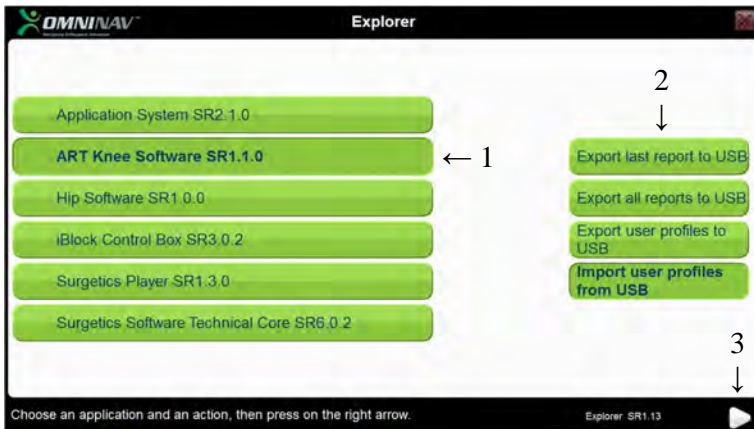 OMNINAV™
Explorer
Application System SR2.1.0
ART Knee Software SR1.1.0
Hip Software SR1.0.0
iBlock Control Box SR3.0.2
Surgetics Player SR1.3.0
Surgetics Software Technical Core SR6.0.2
← 1
2
↓
Export last report to USB
Export all reports to USB
Export user profiles to
USB
Import user profiles
from USB
3
↓
Choose an application and an action, then press on the right arrow.
Explorer SR1.13